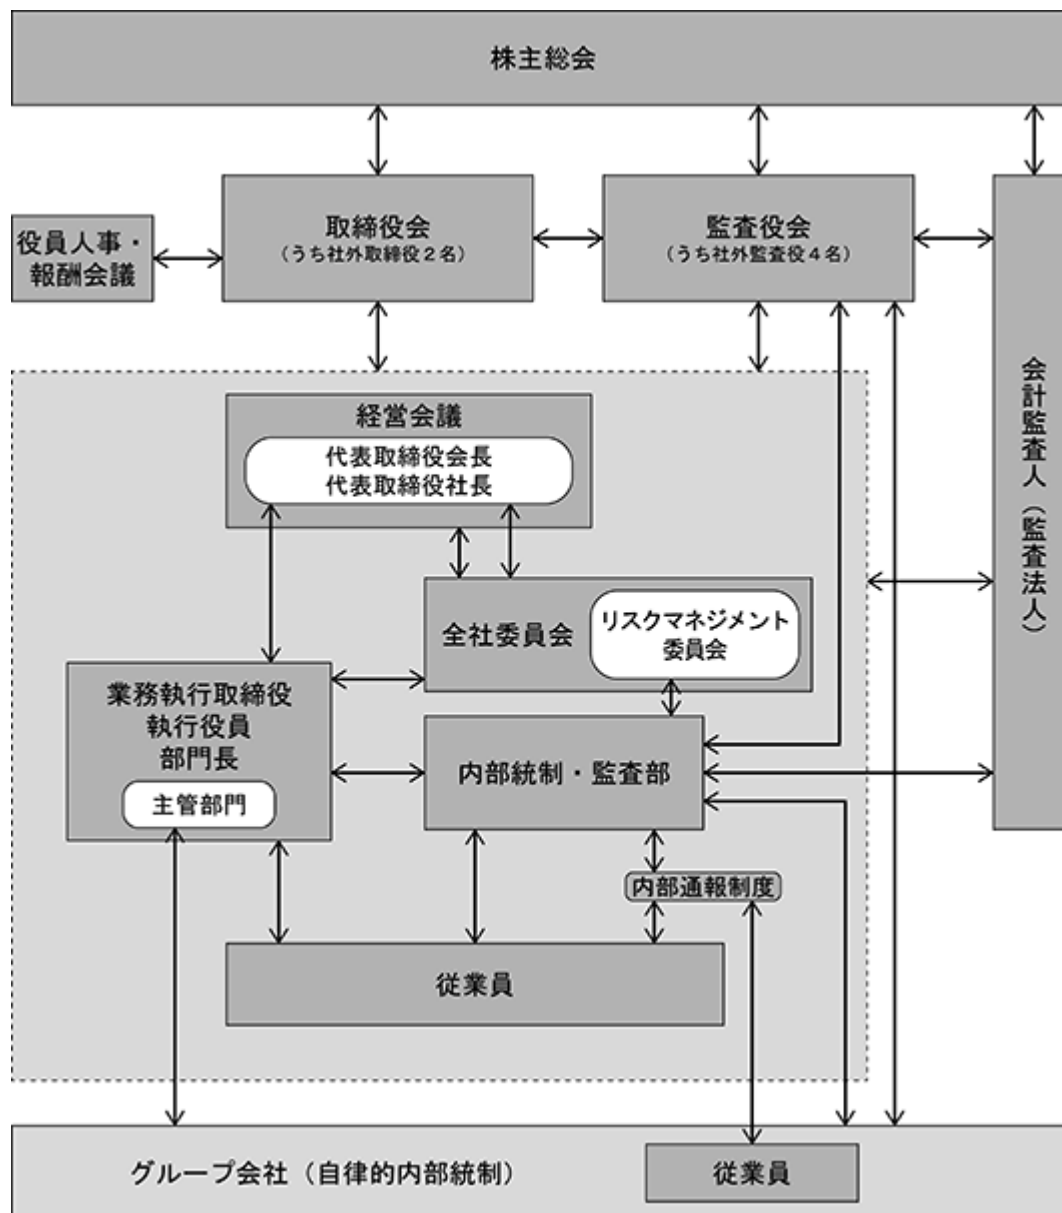 株主総会
役員人事・
報酬会議
取締役会
（うち社外取締役２名）
監査役会
（うち社外監査役４名）
会計監査人（監査法人）
経営会議
代表取締役会長
代表取締役社長
全社委員会
リスクマネジメント
委員会
業務執行取締役
執行役員
部門長
主管部門
内部統制・監査部
内部通報制度
従業員
グループ会社（自律的内部統制）
従業員